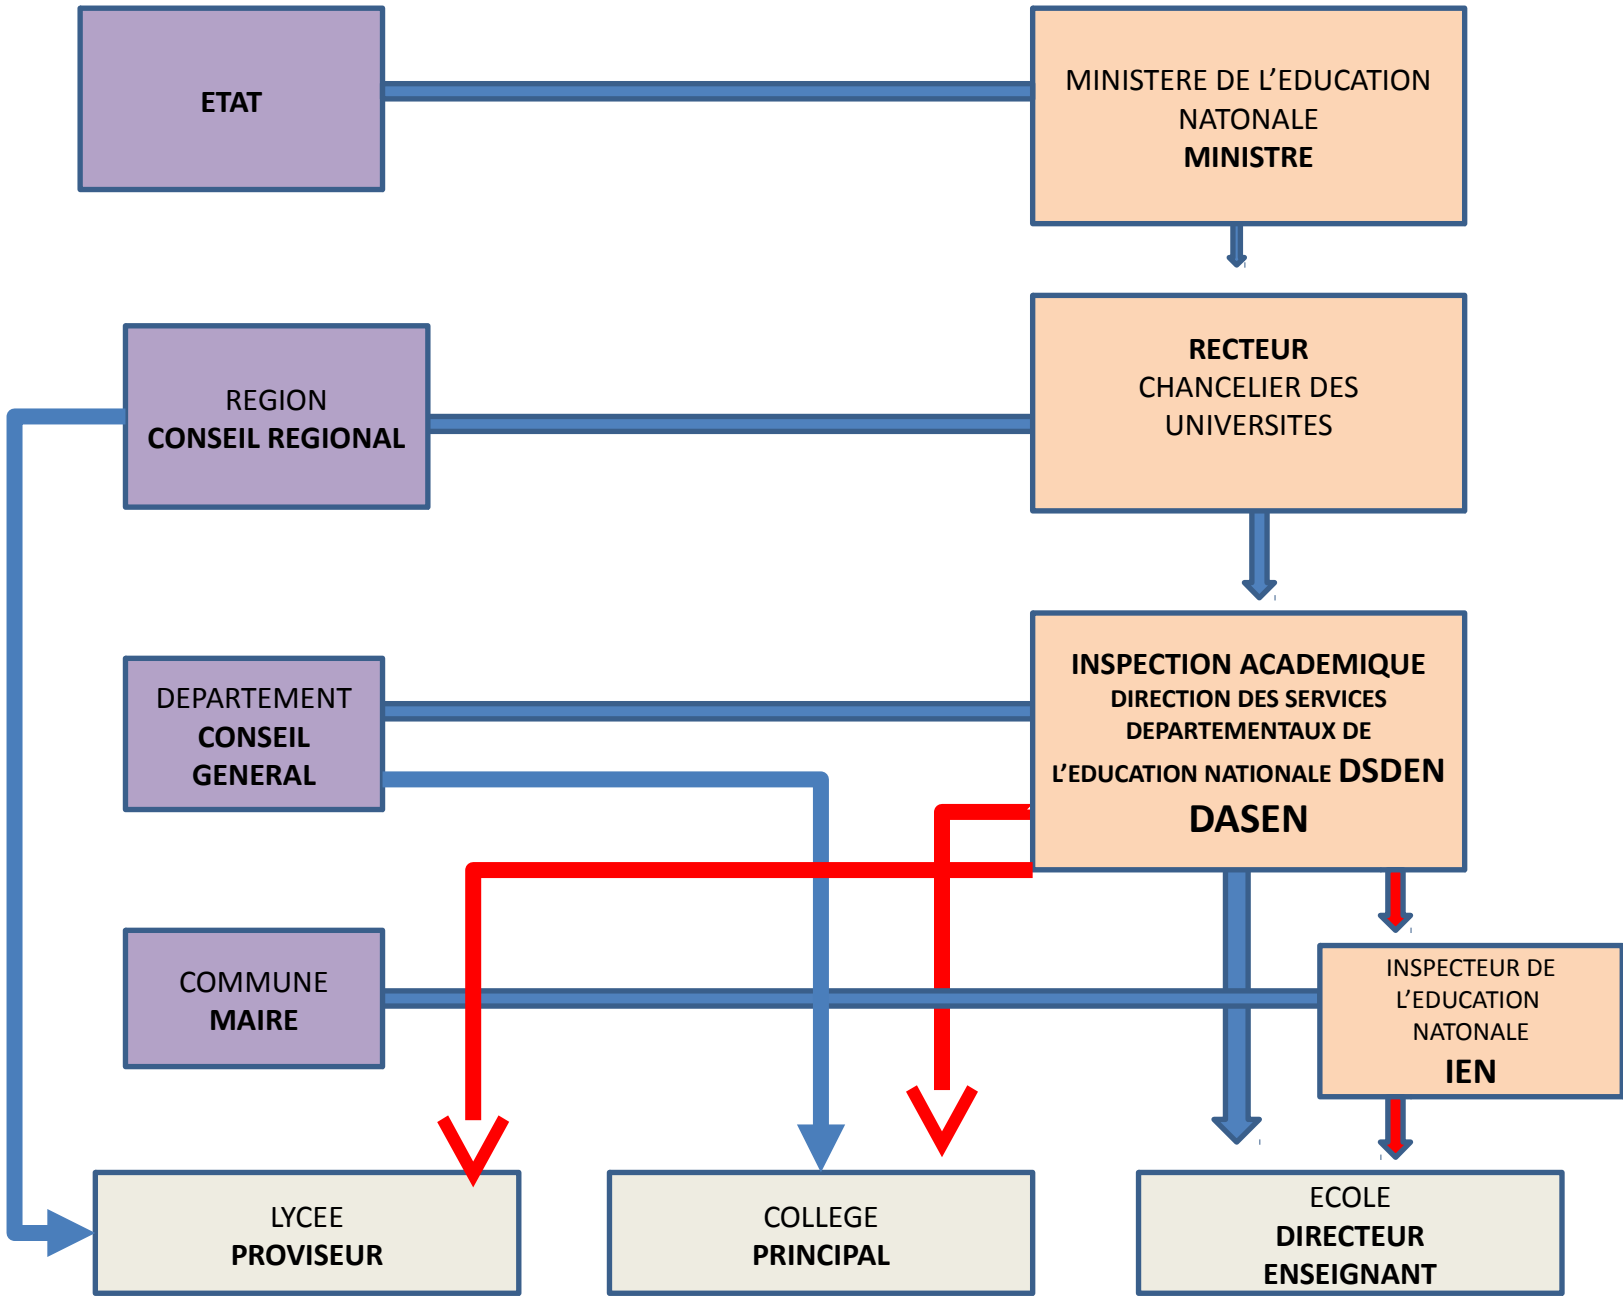 ETAT
MINISTERE DE L’EDUCATION
NATONALE
MINISTRE
REGION
CONSEIL REGIONAL
RECTEUR
CHANCELIER DES
UNIVERSITES
DEPARTEMENT
CONSEIL
GENERAL
INSPECTION ACADEMIQUE
DIRECTION DES SERVICES
DEPARTEMENTAUX DE
L’EDUCATION NATIONALE DSDEN
DASEN
COMMUNE
MAIRE
INSPECTEUR DE
L’EDUCATION
NATONALE
IEN
LYCEE
PROVISEUR
COLLEGE
PRINCIPAL
ECOLE
DIRECTEUR
ENSEIGNANT